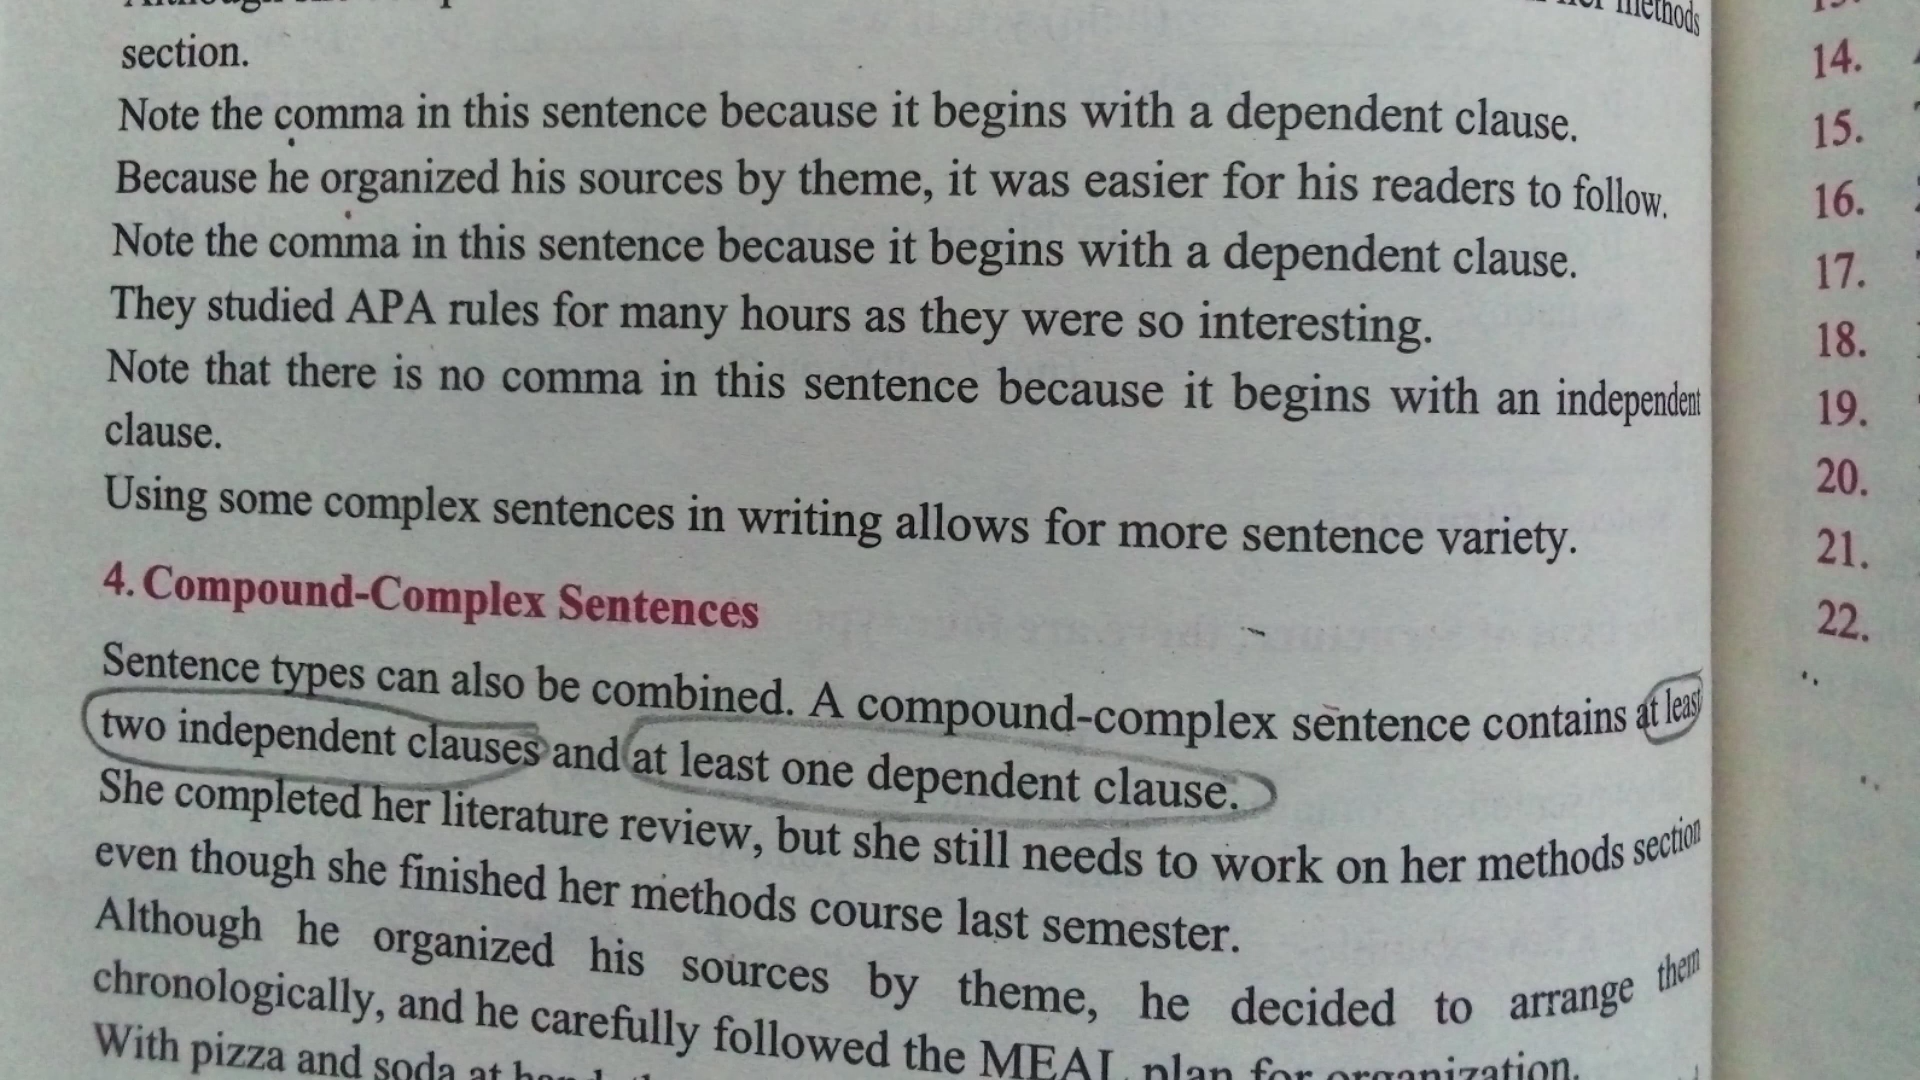 methods
section.
Note the comma in this sentence because it begins with a dependent clause.
Because he organized his sources by theme, it was easier for his readers to follow.
Note the comma in this sentence because it begins with a dependent clause.
They studied APA rules for many hours as they were so interesting.
Note that there is no comma in this sentence because it begins with an independent
clause.
Using some complex sentences in writing allows for more sentence variety.
4. Compound-Complex Sentences
Sentence types can also be combined. A compound-complex sentence contains at least
two independent clauses and at least one dependent clause.
She completed her literature review, but she still needs to work on her methods section
even though she finished her methods course last semester.
Although he organized his sources by theme, he decided to arrange them
chronologically, and he carefully followed the MEAL plan for organization.
With pizza and soda at
14.
15.
16.
17.
18.
19.
20.
21.
22.